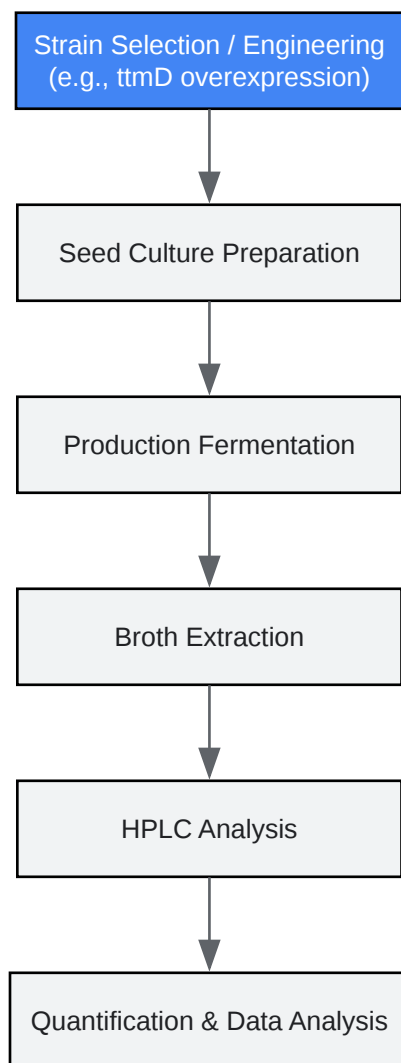 Strain Selection / Engineering
(e.g., ttmD overexpression)
Seed Culture Preparation
Production Fermentation
Broth Extraction
HPLC Analysis
Quantification & Data Analysis